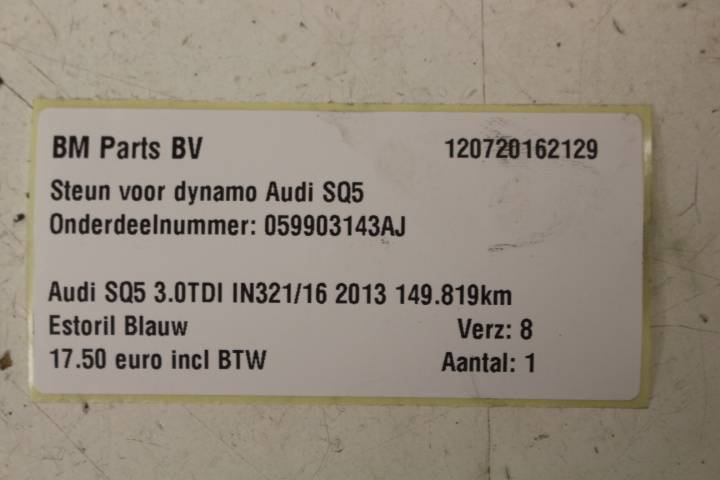 BM Parts BV 120720162129
Steun voor dynamo Audi SQ5
Onderdeelnummer: 059903143AJ
Audi SQ5 3.0TDI IN321/16 2013 149.819km
Estoril Blauw Verz: 8
17.50 euro incl BTW Aantal: 1